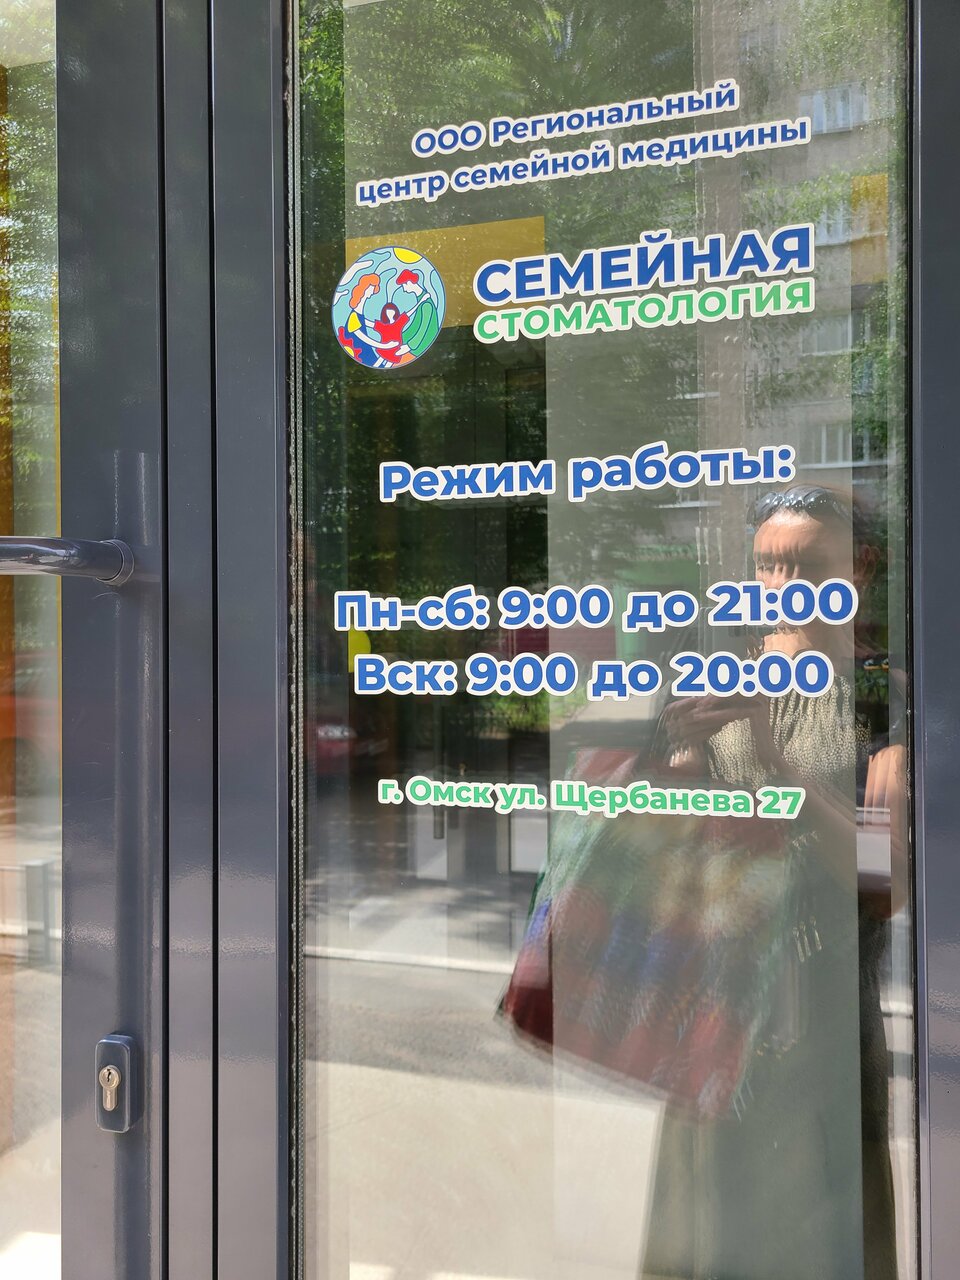 ООО Региональный
центр семейной медицины
СЕМЕЙНАЯ
СТОМАТОЛОГИЯ
Режим работы:
Пн-сб: 9:00 до 21:00
Вск: 9:00 до 20:00
г. Омск ул. Щербанева 27